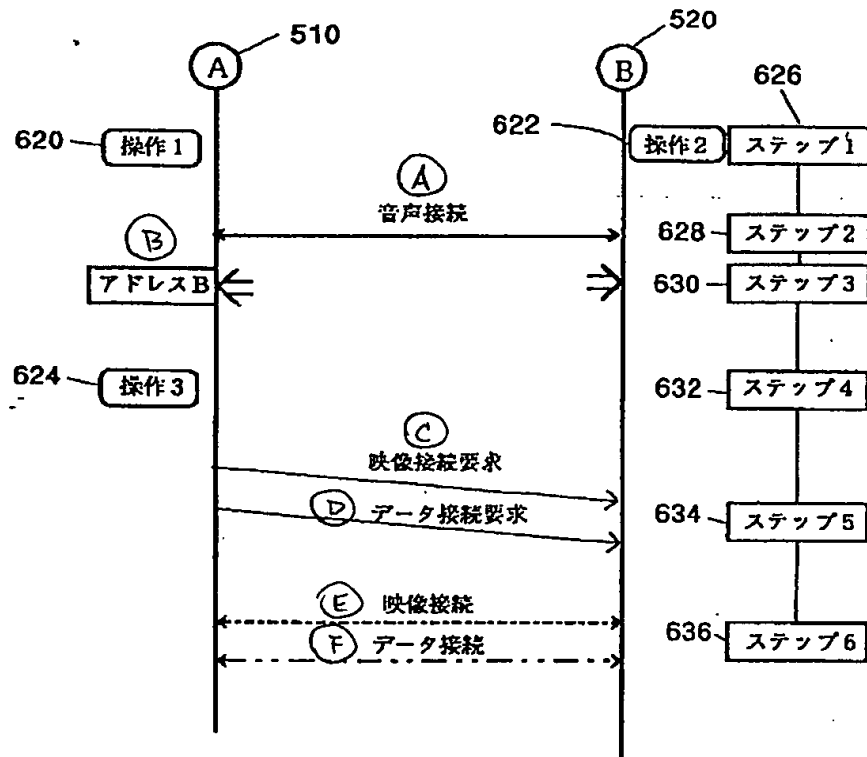 510
520
A
B
626
620
操作1
622
操作2
ステップ1
A
音声接続
628
ステップ2
B
アドレスB
630
ステップ3
624
操作3
632
ステップ4
C
映像接続要求
D
データ接続要求
634
ステップ5
E
映像接続
F
データ接続
636
ステップ6